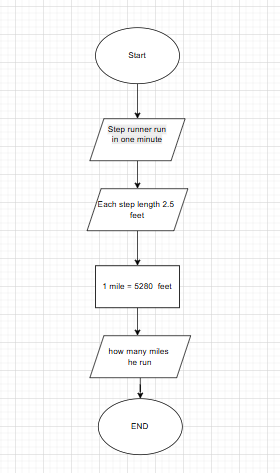 Start
Step runner run
in one minute
Each step length 2.5
feet
1 mile = 5280 feet
how many miles
he run
END